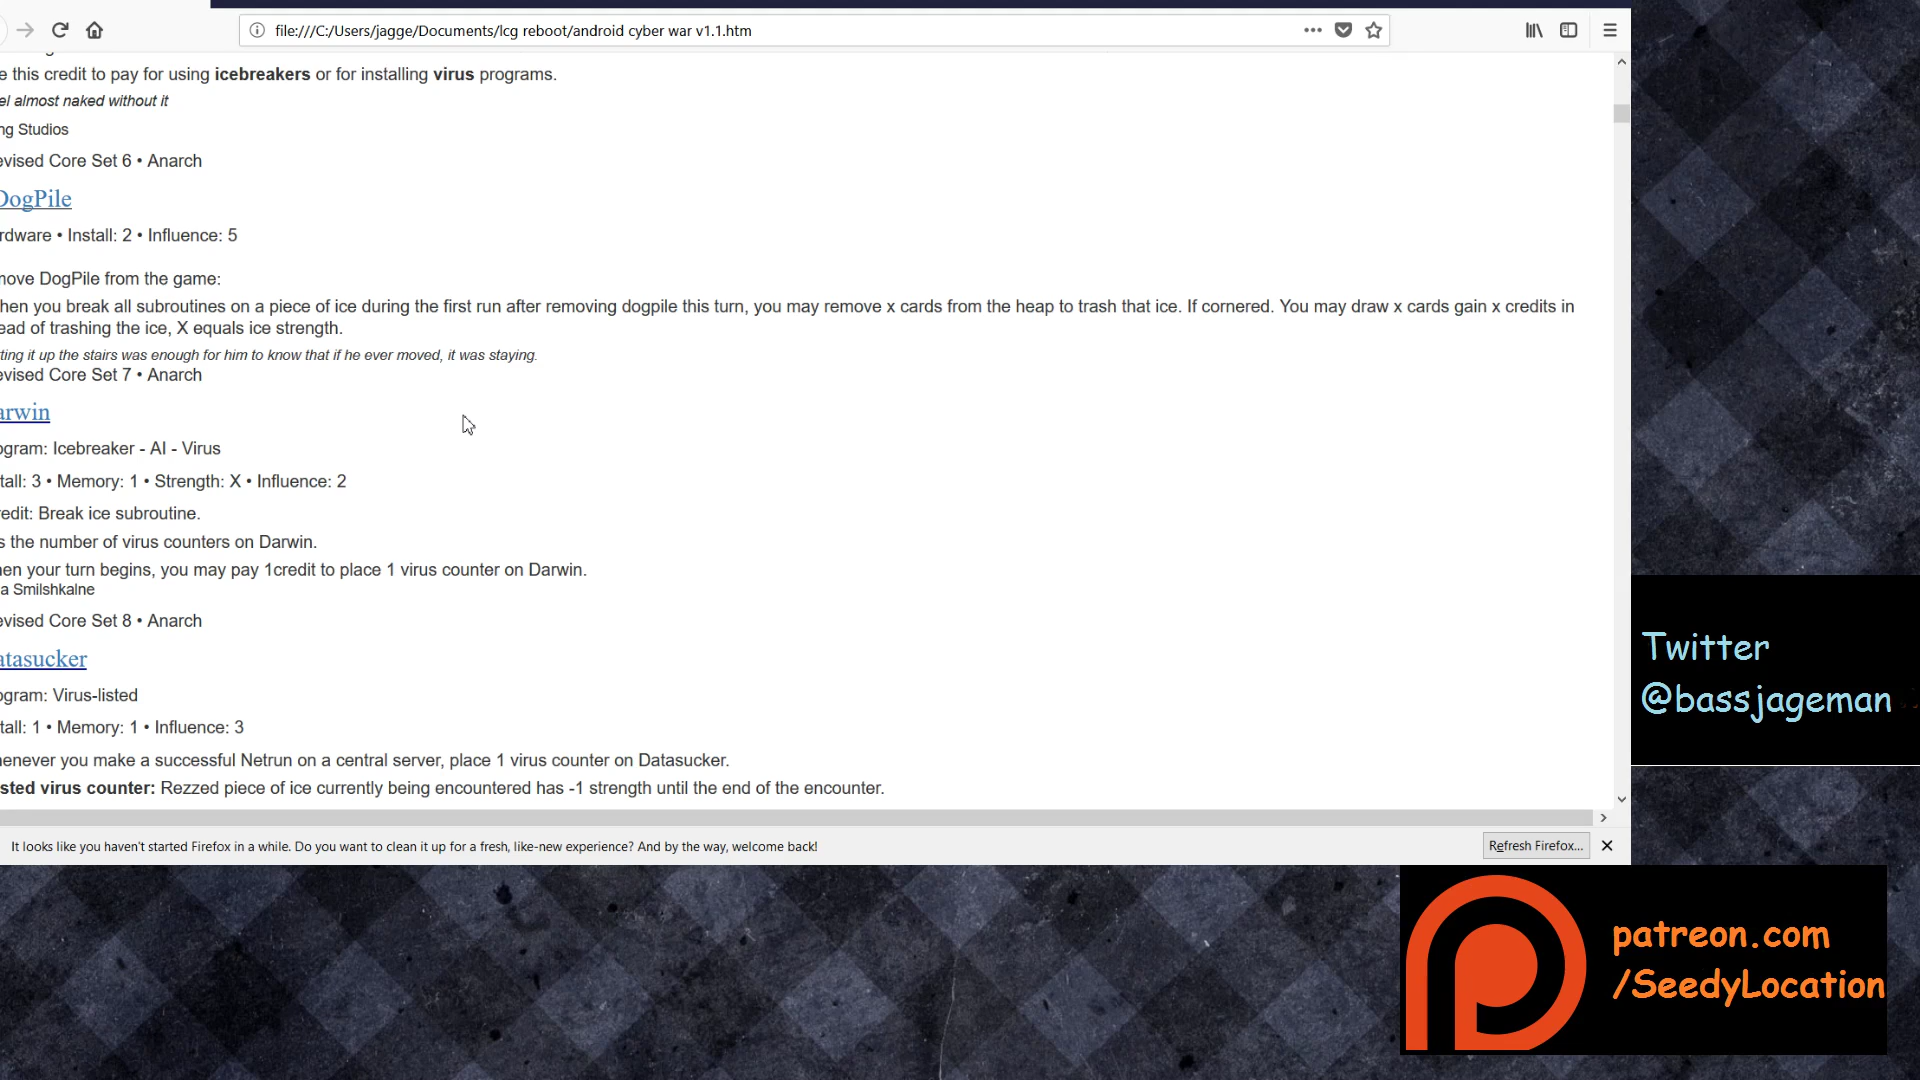 file:///C:/Users/jagge/Documents/lcg reboot/android cyber war v1.1.htm
e this credit to pay for using icebreakers or for installing virus programs.
el almost naked without it
ng Studios
evised Core Set 6 • Anarch
DogPile
rdware • Install: 2 • Influence: 5
move DogPile from the game:
hen you break all subroutines on a piece of ice during the first run after removing dogpile this turn, you may remove x cards from the heap to trash that ice. If cornered. You may draw x cards gain x credits in
ead of trashing the ice, X equals ice strength.
ting it up the stairs was enough for him to know that if he ever moved, it was staying.
evised Core Set 7 • Anarch
arwin
ogram: Icebreaker - AI - Virus
tall: 3 • Memory: 1 • Strength: X • Influence: 2
redit: Break ice subroutine.
s the number of virus counters on Darwin.
hen your turn begins, you may pay 1credit to place 1 virus counter on Darwin.
a Smilshkalne
evised Core Set 8 • Anarch
atasucker
ogram: Virus-listed
tall: 1 • Memory: 1 • Influence: 3
henever you make a successful Netrun on a central server, place 1 virus counter on Datasucker.
sted virus counter: Rezzed piece of ice currently being encountered has -1 strength until the end of the encounter.
It looks like you haven't started Firefox in a while. Do you want to clean it up for a fresh, like-new experience? And by the way, welcome back!
Refresh Firefox...
Twitter
@bassjageman
patreon.com
/SeedyLocation